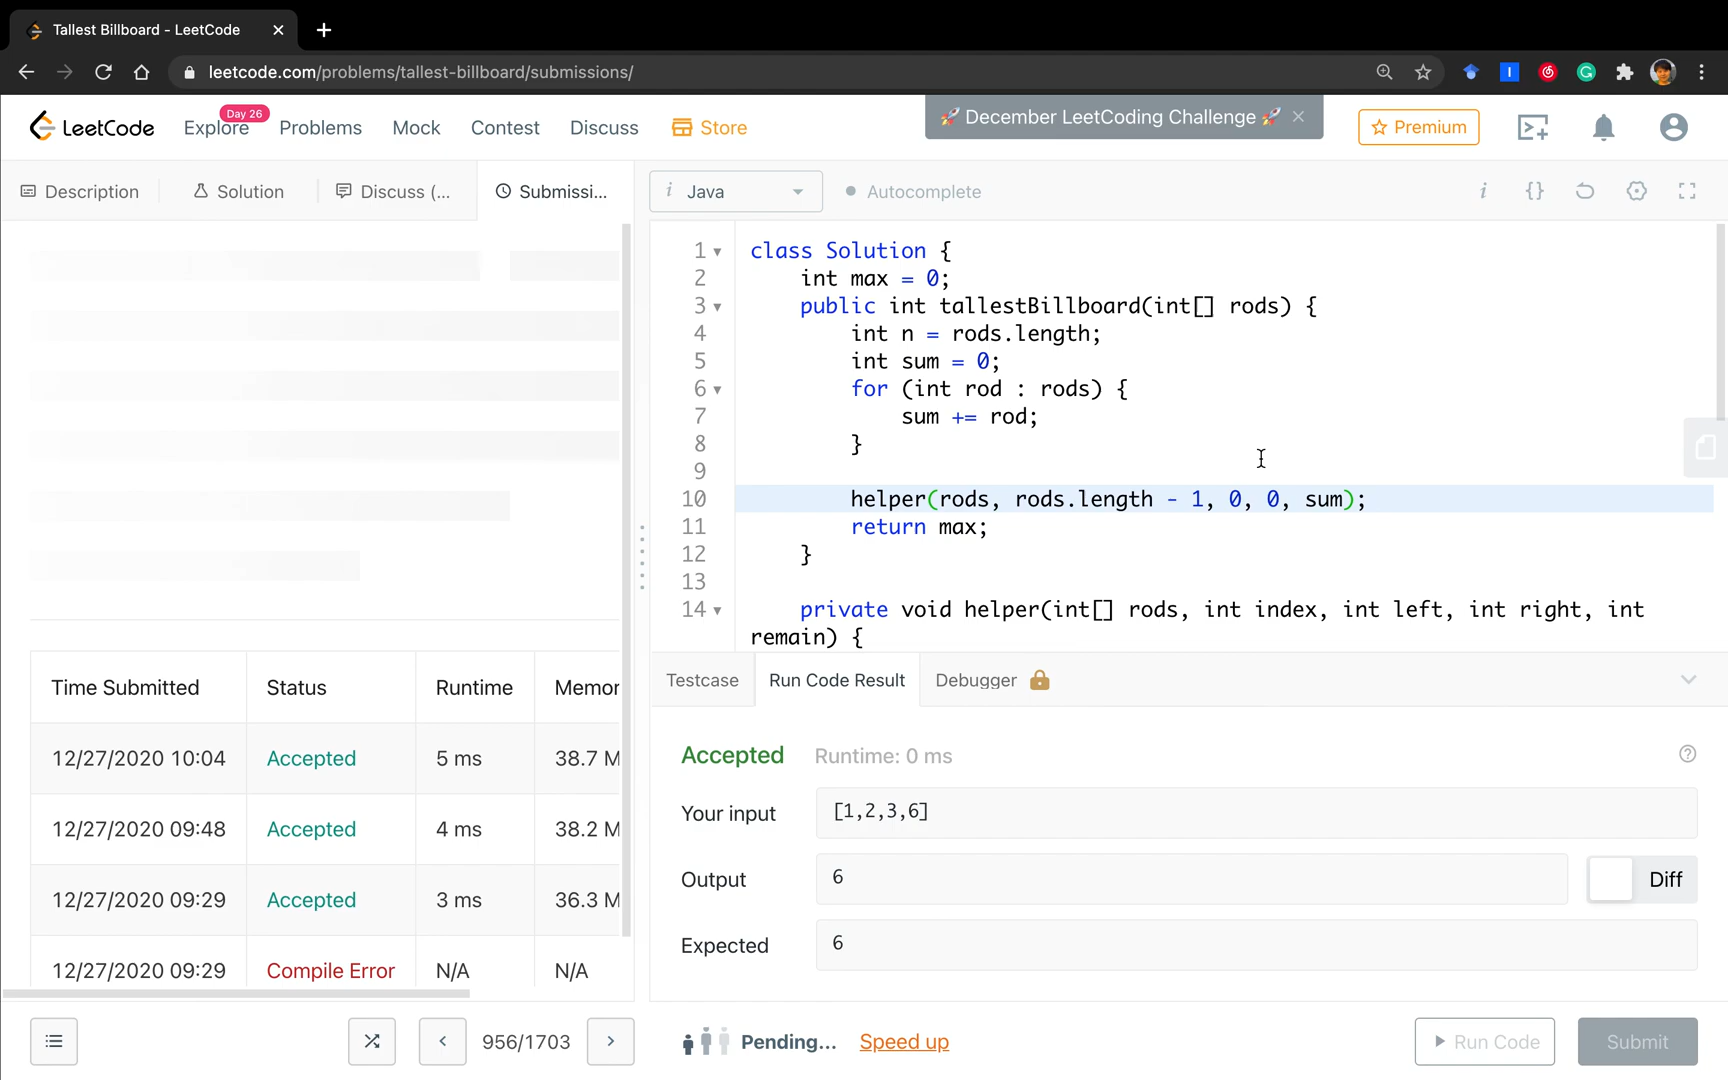 Tallest Billboard - LeetCode
leetcode.com/problems/tallest-billboard/submissions/
LeetCode
Explore
Day 26
Problems
Mock
Contest
Discuss
Store
🚀 December LeetCoding Challenge 🚀
Premium
Description
Solution
Discuss (...
Submissi...
i Java
Autocomplete
1 class Solution {
2 int max = 0;
3 public int tallestBillboard(int[] rods) {
4 int n = rods.length;
5 int sum = 0;
6 for (int rod : rods) {
7 sum += rod;
8 }
9
10 helper(rods, rods.length - 1, 0, 0, sum);
11 return max;
12 }
13
14 private void helper(int[] rods, int index, int left, int right, int
remain) {
Time Submitted Status Runtime Memor
12/27/2020 10:04 Accepted 5 ms 38.7 M
12/27/2020 09:48 Accepted 4 ms 38.2 M
12/27/2020 09:29 Accepted 3 ms 36.3 M
12/27/2020 09:29 Compile Error N/A N/A
Testcase
Run Code Result
Debugger
Accepted Runtime: 0 ms
Your input [1,2,3,6]
Output 6
Diff
Expected 6
956/1703
Pending...
Speed up
Run Code
Submit